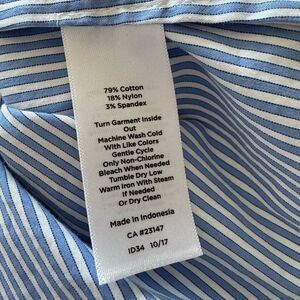 79% Cotton
18% Nylon
3% Spandex
Turn Garment Inside
Out
Machine Wash Cold
With Like Colors
Gentle Cycle
Only Non-Chlorine
Bleach When Needed
Tumble Dry Low
Warm Iron With Steam
If Needed
Or Dry Clean
Made In Indonesia
CA #23147
ID34 10/17